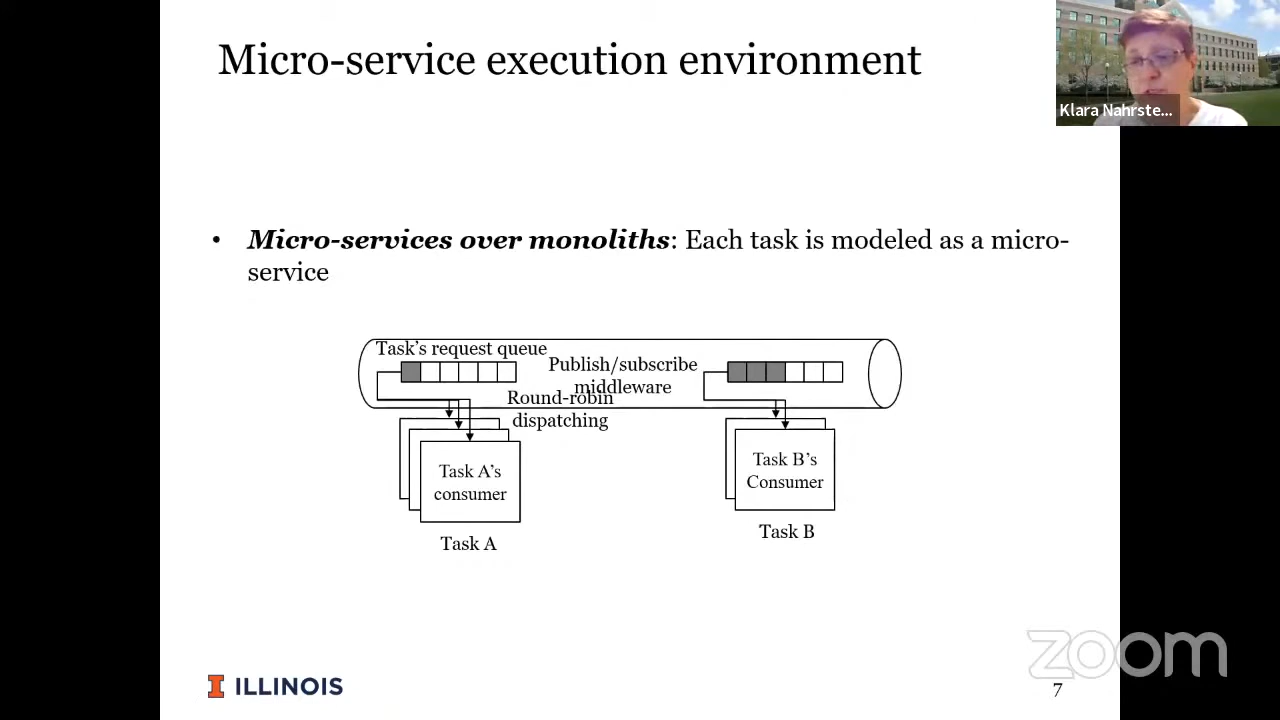 Micro-service execution environment
Klara Nahrste...
• Micro-services over monoliths: Each task is modeled as a micro-
service
Task's request queue
Publish/subscribe
middleware
Round-robin
dispatching
Task A's
consumer
Task A
Task B's
Consumer
Task B
I ILLINOIS
zoom
7